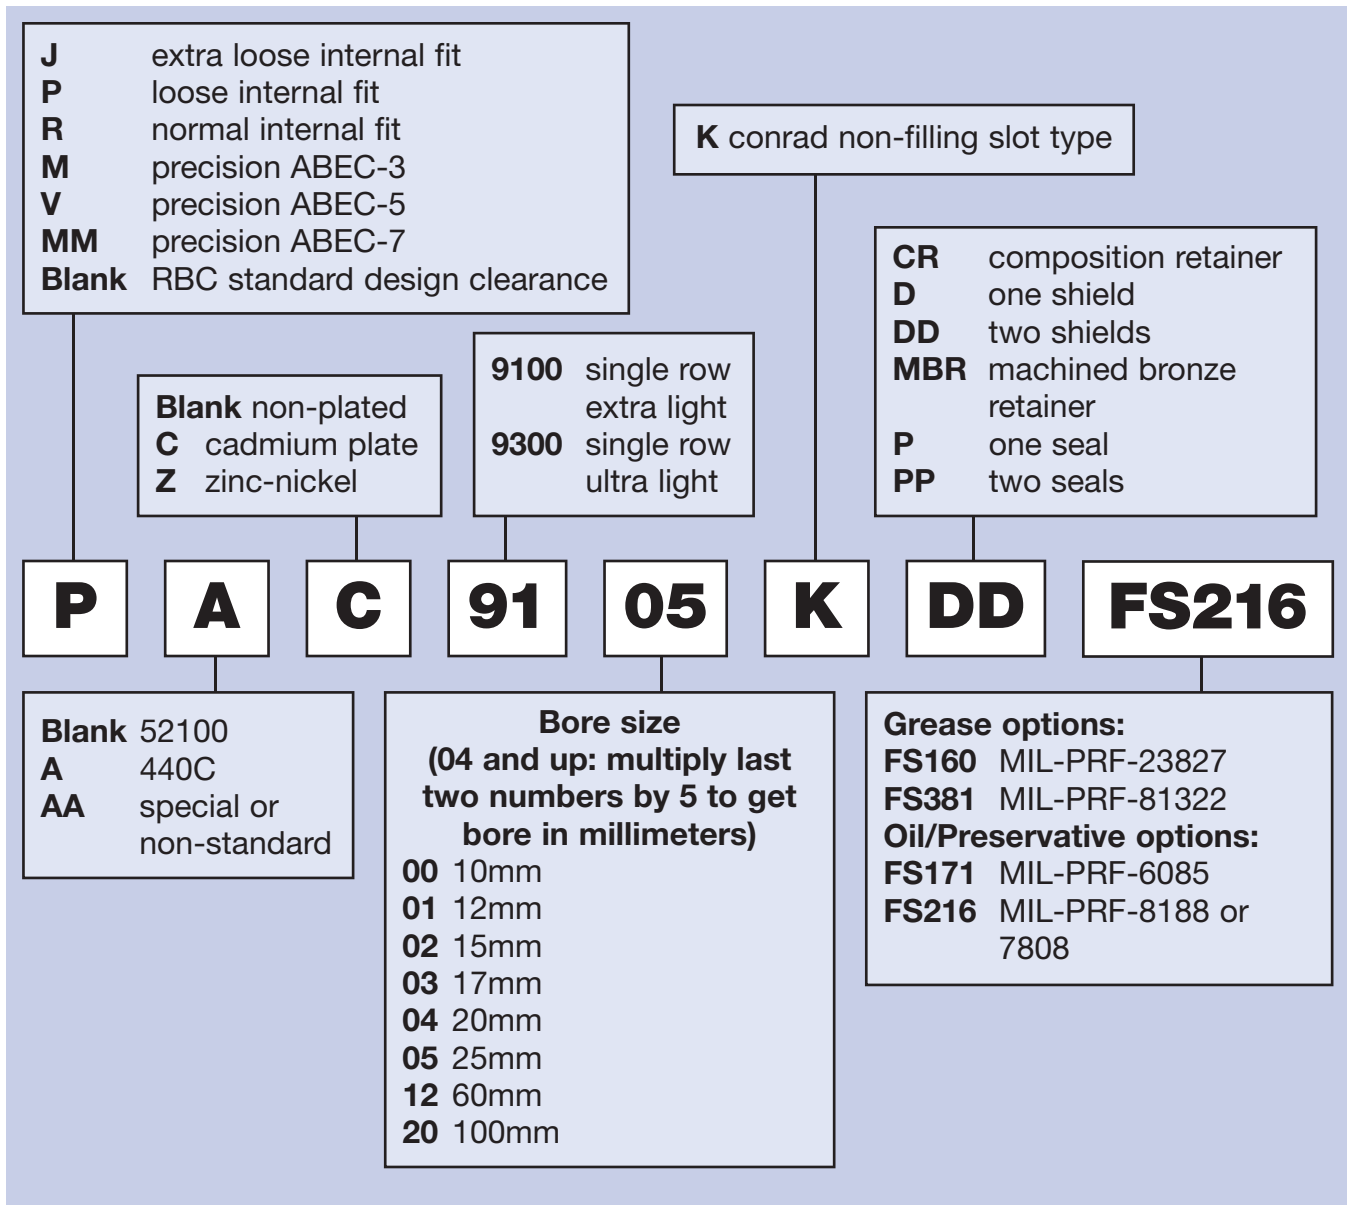 J extra loose internal fit
P loose internal fit
R normal internal fit
M precision ABEC-3
V precision ABEC-5
MM precision ABEC-7
Blank RBC standard design clearance
K conrad non-filling slot type
CR composition retainer
D one shield
DD two shields
MBR machined bronze
retainer
P one seal
PP two seals
9100 single row
extra light
9300 single row
ultra light
Blank non-plated
C cadmium plate
Z zinc-nickel
P A C 91 05 K DD FS216
Blank 52100
A 440C
AA special or
non-standard
Bore size
(04 and up: multiply last
two numbers by 5 to get
bore in millimeters)
00 10mm
01 12mm
02 15mm
03 17mm
04 20mm
05 25mm
12 60mm
20 100mm
Grease options:
FS160 MIL-PRF-23827
FS381 MIL-PRF-81322
Oil/Preservative options:
FS171 MIL-PRF-6085
FS216 MIL-PRF-8188 or
7808